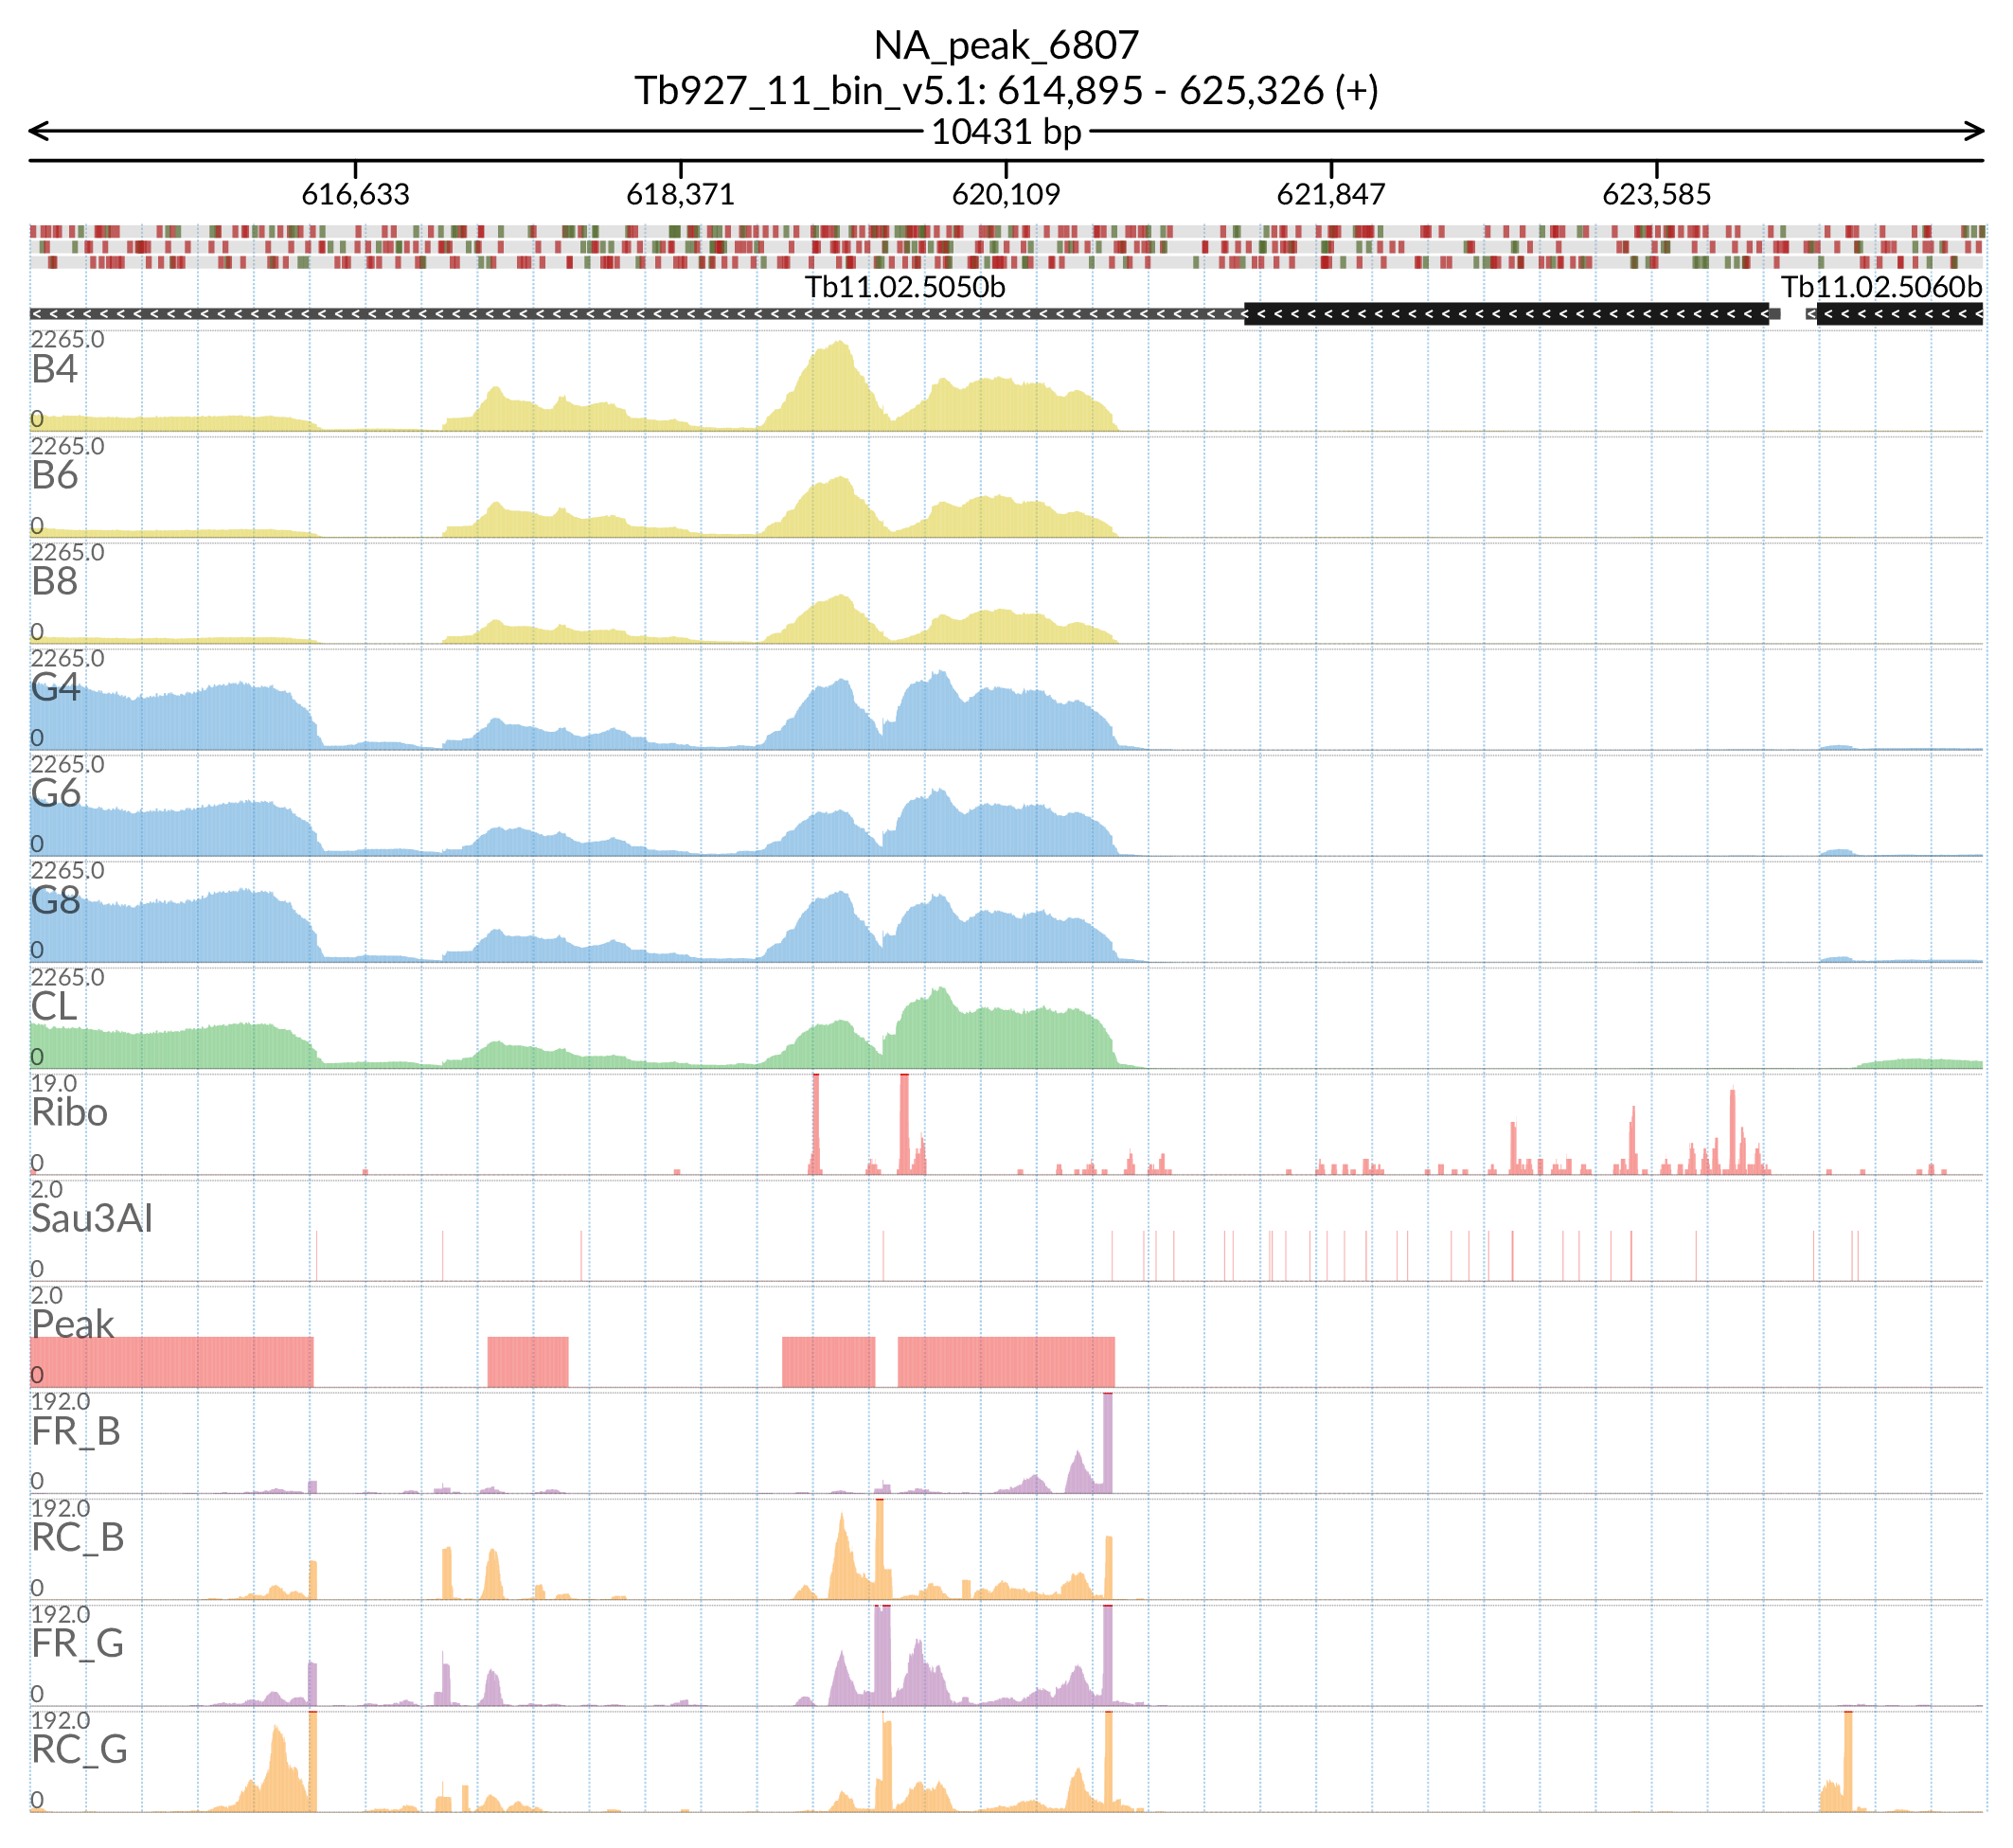 NA_peak_6807
Tb927_11_bin_v5.1: 614,895 - 625,326 (+)
10431 bp
616,633 618,371 620,109 621,847 623,585
Tb11.02.5050b Tb11.02.5060b
2265.0
B4
0
2265.0
B6
0
2265.0
B8
0
2265.0
G4
0
2265.0
G6
0
2265.0
G8
0
2265.0
CL
0
19.0
Ribo
0
2.0
Sau3AI
0
2.0
Peak
0
192.0
FR_B
0
192.0
RC_B
0
192.0
FR_G
0
192.0
RC_G
0